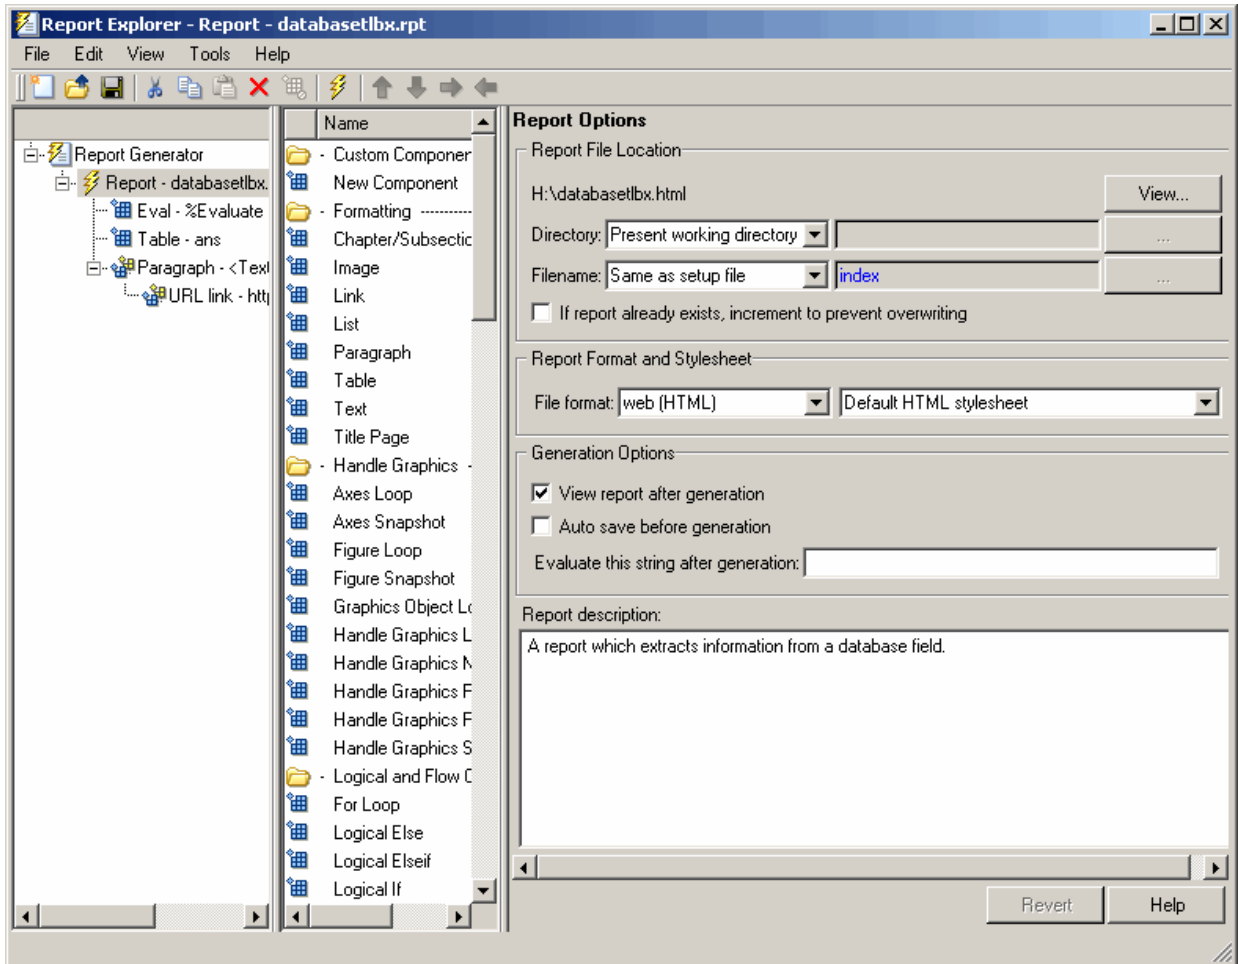 Report Explorer - Report - databasetlbx.rpt
File Edit View Tools Help
Report Generator
Report - databasetlbx.
Eval - %Evaluate
Table - ans
Paragraph - <Text
URL link - http
Name
- Custom Componen
New Component
- Formatting -----------
Chapter/Subsectio
Image
Link
List
Paragraph
Table
Text
Title Page
- Handle Graphics -
Axes Loop
Axes Snapshot
Figure Loop
Figure Snapshot
Graphics Object Lo
Handle Graphics L
Handle Graphics N
Handle Graphics F
Handle Graphics F
Handle Graphics S
- Logical and Flow C
For Loop
Logical Else
Logical Elseif
Logical If
Report Options
Report File Location
H:\databasetlbx.html View...
Directory: Present working directory ...
Filename: Same as setup file index ...
If report already exists, increment to prevent overwriting
Report Format and Stylesheet
File format: web (HTML) Default HTML stylesheet
Generation Options
View report after generation
Auto save before generation
Evaluate this string after generation:
Report description:
A report which extracts information from a database field.
Revert Help